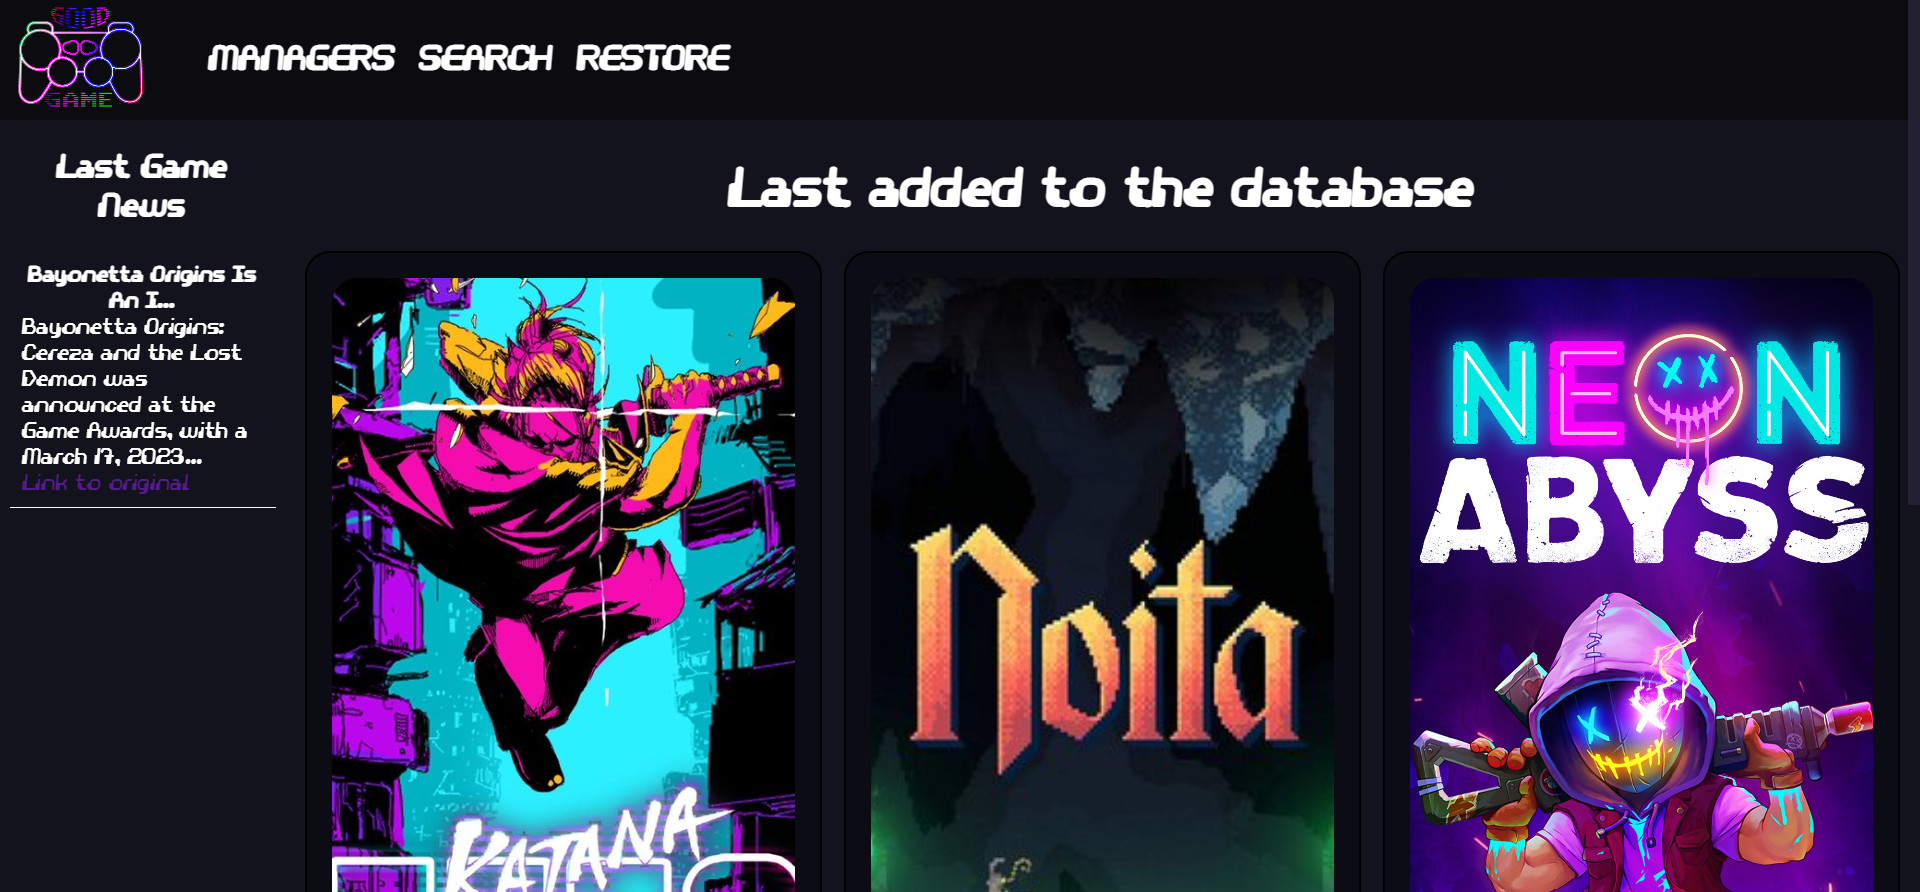 GOOD
GAME
MANAGERS SEARCH RESTORE
Last Game
News
Bayonetta Origins Is
An I...
Bayonetta Origins:
Cereza and the Lost
Demon was
announced at the
Game Awards, with a
March 17, 2023...
Link to original
Last added to the database
KATANA
Noita
NEON
ABYSS